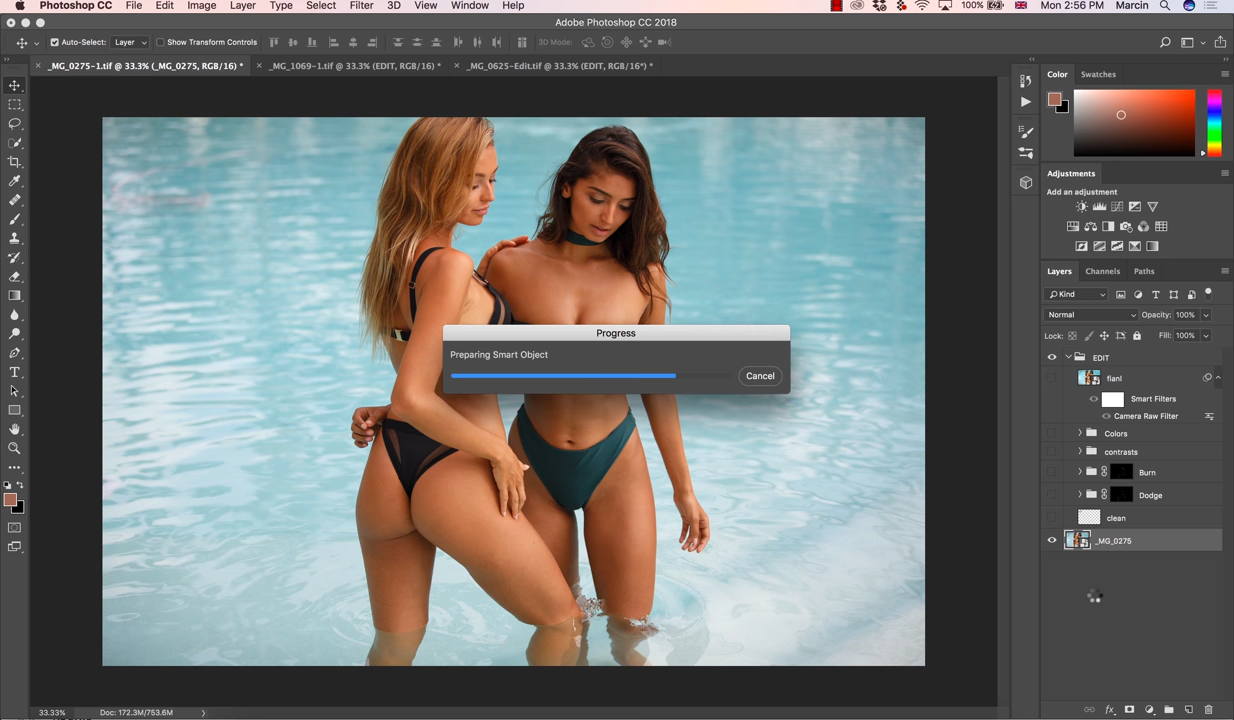 Photoshop CC File Edit Image Layer Type Select Filter 3D View Window Help 100% Mon 2:56 PM Marcin
Adobe Photoshop CC 2018
Auto-Select: Layer Show Transform Controls 3D Mode:
_MG_0275-1.tif @ 33.3% (_MG_0275, RGB/16) * _MG_1069-1.tif @ 33.3% (EDIT, RGB/16) * _MG_0625-Edit.tif @ 33.3% (EDIT, RGB/16*) *
Color Swatches
Adjustments
Add an adjustment
Layers Channels Paths
Kind
Normal Opacity: 100%
Lock: Fill: 100%
Progress
Preparing Smart Object
Cancel
EDIT
fianl
Smart Filters
Camera Raw Filter
Colors
contrasts
Burn
Dodge
clean
_MG_0275
fx
33.33% Doc: 172.3M/753.6M